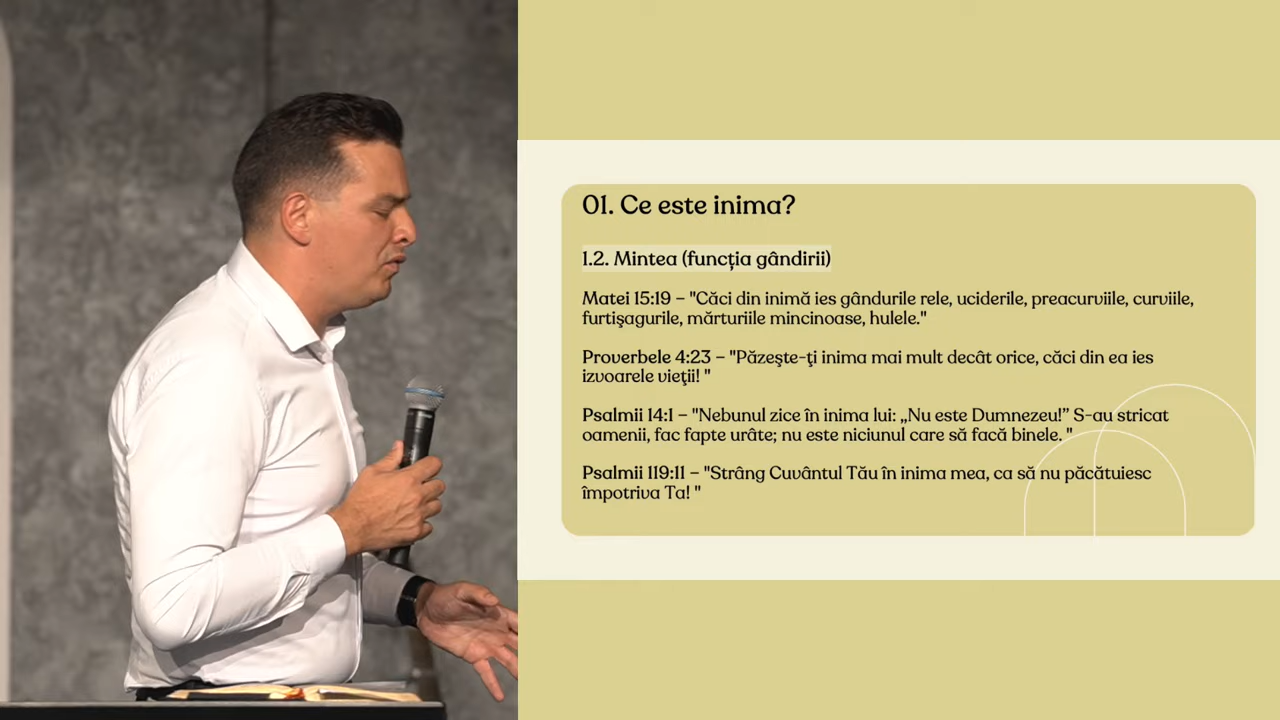 01. Ce este inima?
1.2. Mintea (funcția gândirii)
Matei 15:19 – "Căci din inimă ies gândurile rele, uciderile, preacurviile, curviile,
furtişagurile, mărturiile mincinoase, hulele."
Proverbele 4:23 – "Păzeşte-ţi inima mai mult decât orice, căci din ea ies
izvoarele vieţii! "
Psalmii 14:1 – "Nebunul zice în inima lui: „Nu este Dumnezeu!” S-au stricat
oamenii, fac fapte urâte; nu este niciunul care să facă binele. "
Psalmii 119:11 – "Strâng Cuvântul Tău în inima mea, ca să nu păcătuiesc
împotriva Ta! "